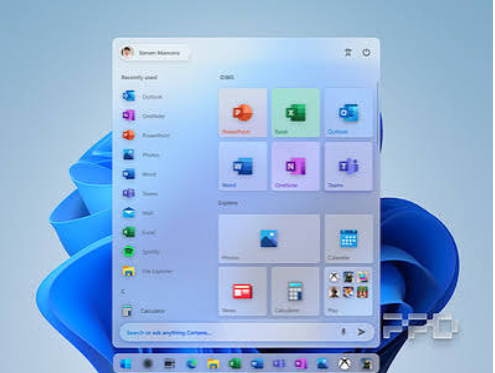 Steven Mancera
Recently used
O365
Outlook
OneNote
PowerPoint
Photos
Word
Teams
Mail
Excel
Spotify
File Explorer
C
Calculator
PowerPoint
Excel
Outlook
Word
OneNote
Teams
Explore
Photos
Calendar
News
Calculator
Play
Search or ask anything Cortana...